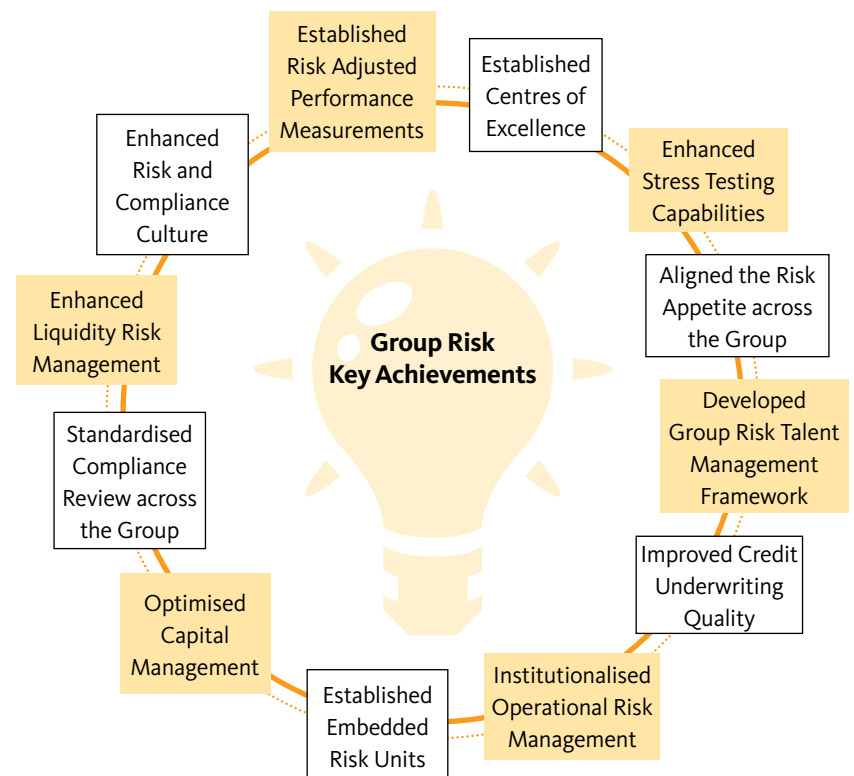 Established
Risk Adjusted
Performance
Measurements
Established
Centres of
Excellence
Enhanced
Stress Testing
Capabilities
Aligned the Risk
Appetite across
the Group
Developed
Group Risk Talent
Management
Framework
Improved Credit
Underwriting
Quality
Institutionalised
Operational Risk
Management
Established
Embedded
Risk Units
Optimised
Capital
Management
Standardised
Compliance
Review across
the Group
Enhanced
Liquidity Risk
Management
Enhanced
Risk and
Compliance
Culture
Group Risk
Key Achievements